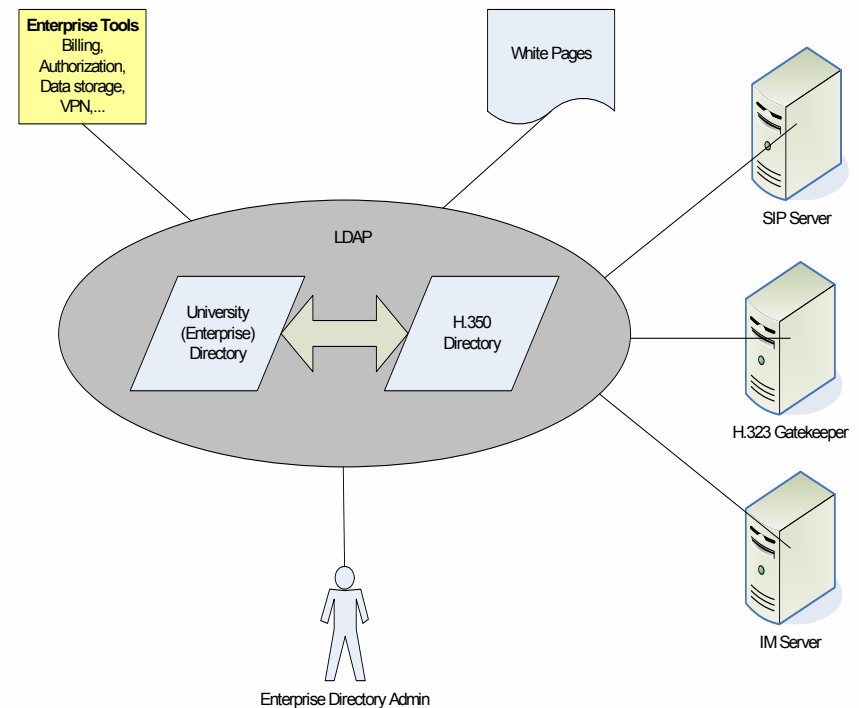 Enterprise Tools
Billing,
Authorization,
Data storage,
VPN,...
White Pages
SIP Server
LDAP
University
(Enterprise)
Directory
H.350
Directory
H.323 Gatekeeper
IM Server
Enterprise Directory Admin